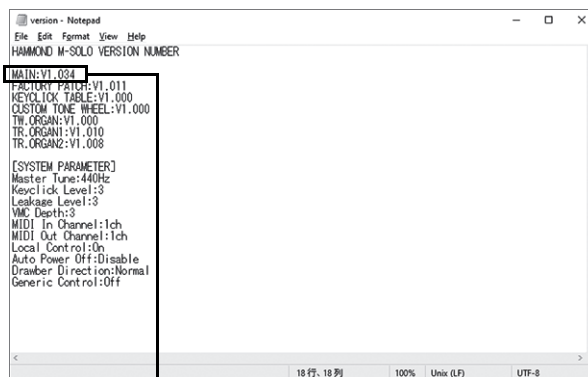 version - Notepad
File Edit Format View Help
HAMMOND M-SOLO VERSION NUMBER
MAIN:V1.034
FACTORY PATCH:V1.011
KEYCLICK TABLE:V1.000
CUSTOM TONE WHEEL:V1.000
TW.ORGAN:V1.000
TR.ORGAN1:V1.010
TR.ORGAN2:V1.008
[SYSTEM PARAMETER]
Master Tune:440Hz
Keyclick Level:3
Leakage Level:3
VMC Depth:3
MIDI In Channel:1ch
MIDI Out Channel:1ch
Local Control:On
Auto Power Off:Disable
Drawber Direction:Normal
Generic Control:Off
18 行、18 列 100% Unix (LF) UTF-8